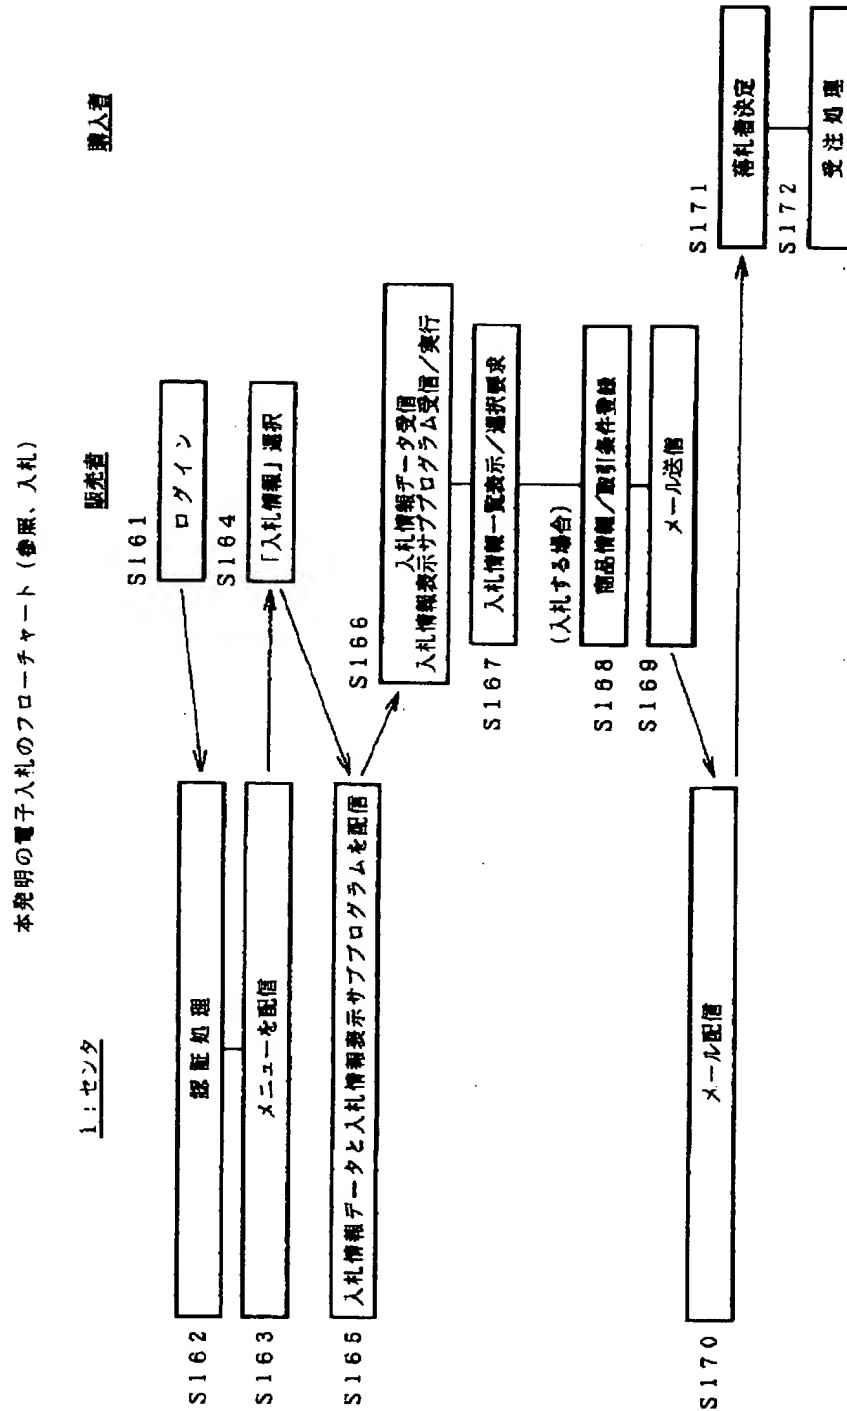 本発明の電子入札のフローチャート（参照、入札）
1：センタ
販売者
購入者
S161
ログイン
S162
認証処理
S163
メニューを配信
S164
「入札情報」選択
S165
入札情報データと入札情報表示サブプログラムを配信
S166
入札情報データ受信
入札情報表示サブプログラム受信／実行
S167
入札情報一覧表示／選択要求
（入札する場合）
S168
商品情報／取引条件登録
S169
メール送信
S170
メール配信
S171
落札者決定
S172
受注処理